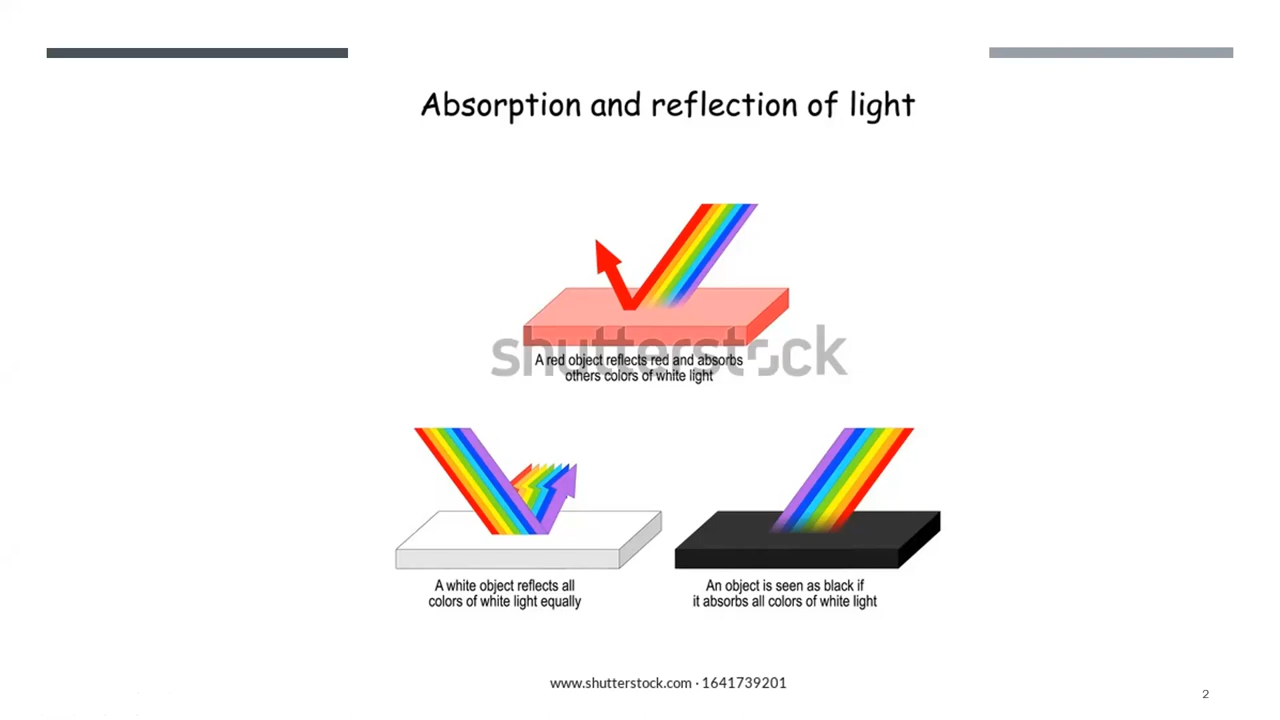 Absorption and reflection of light
shutterstock
A red object reflects red and absorbs
others colors of white light
A white object reflects all
colors of white light equally
An object is seen as black if
it absorbs all colors of white light
www.shutterstock.com · 1641739201
2